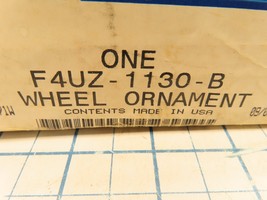 ONE
F4UZ-1130-B
WHEEL ORNAMENT
CONTENTS MADE IN USA